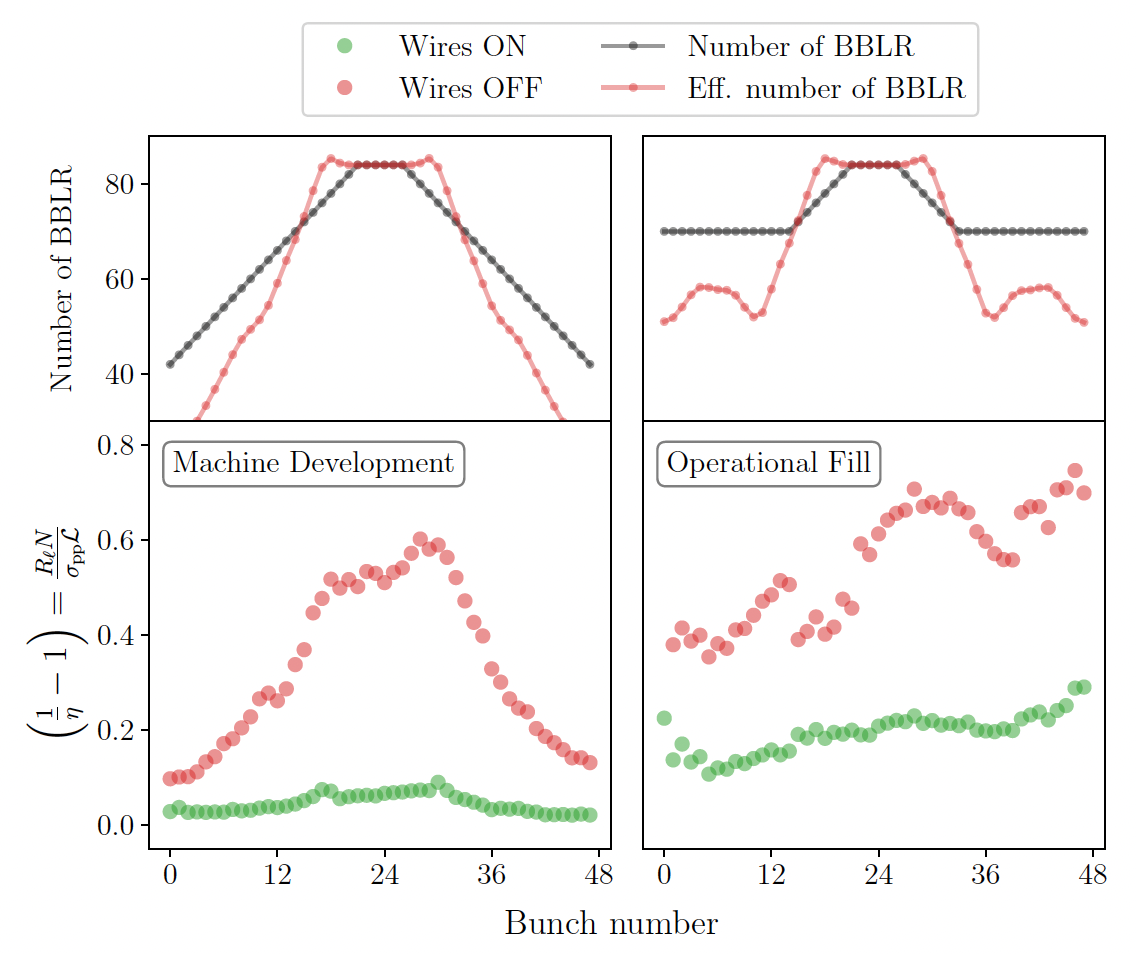 Wires ON
Number of BBLR
Wires OFF
Eff. number of BBLR
Number of BBLR
80
60
40
Machine Development
Operational Fill
(1/η − 1) = RℓN/σppℒ
0.8
0.6
0.4
0.2
0.0
0 12 24 36 48
0 12 24 36 48
Bunch number